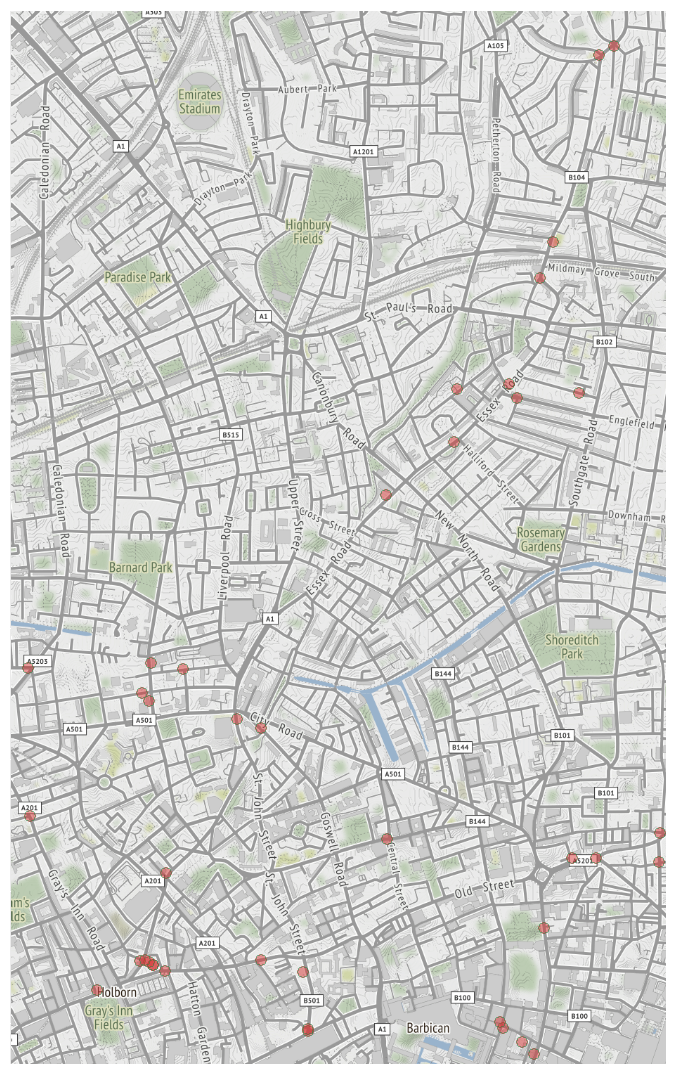 A503
A105
Emirates
Stadium
Aubert Park
Drayton Park
Caledonian Road
A1
A1201
Petherton Road
Drayton Park
B104
Highbury
Fields
Paradise Park
Mildmay Grove South
A1
St Paul's Road
B102
Canonbury Road
Essex Road
B515
Englefield
Halliford Street
Southgate Road
Caledonian Road
Upper Street
Cross Street
New North Road
Downham R
Liverpool Road
Essex Road
Rosemary
Gardens
Barnard Park
A1
Shoreditch
Park
A5203
B144
A501
A501
City Road
B101
B144
A501
St John Street
B101
A201
B144
Goswell Road
Central Street
A5201
A201
Gray's Inn Road
Old Street
St John Street
am's
lds
A201
Holborn
Gray's Inn
Fields
Hatton Garden
B501
B100
B100
A1
Barbican